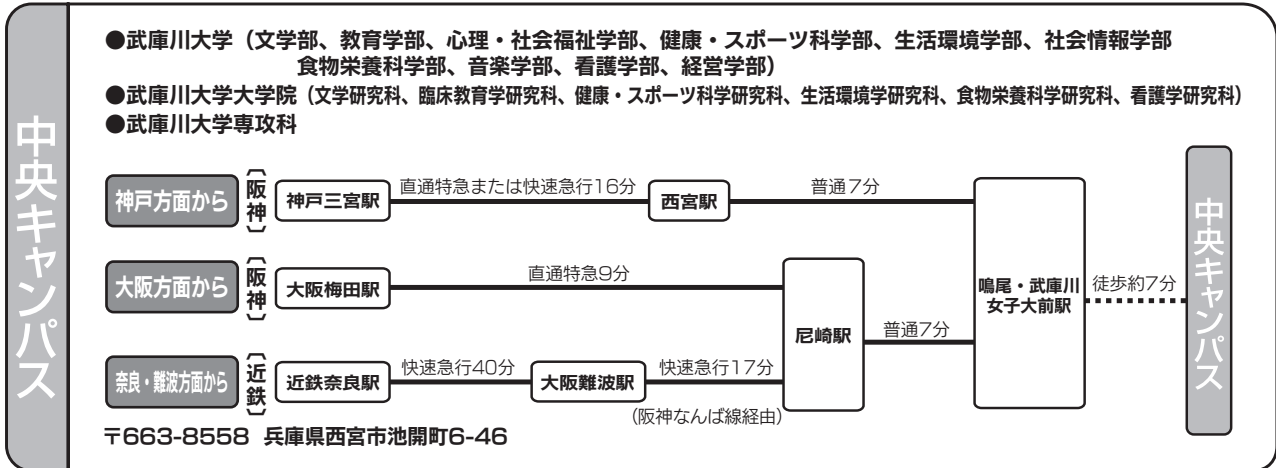 中央キャンパス
●武庫川大学（文学部、教育学部、心理・社会福祉学部、健康・スポーツ科学部、生活環境学部、社会情報学部
食物栄養科学部、音楽学部、看護学部、経営学部）
●武庫川大学大学院（文学研究科、臨床教育学研究科、健康・スポーツ科学研究科、生活環境学研究科、食物栄養科学研究科、看護学研究科）
●武庫川大学専攻科
神戸方面から
〔阪神〕
神戸三宮駅
直通特急または快速急行16分
西宮駅
普通7分
大阪方面から
〔阪神〕
大阪梅田駅
直通特急9分
奈良・難波方面から
〔近鉄〕
近鉄奈良駅
快速急行40分
大阪難波駅
快速急行17分
（阪神なんば線経由）
尼崎駅
普通7分
鳴尾・武庫川
女子大前駅
徒歩約7分
中央キャンパス
〒663-8558 兵庫県西宮市池開町6-46